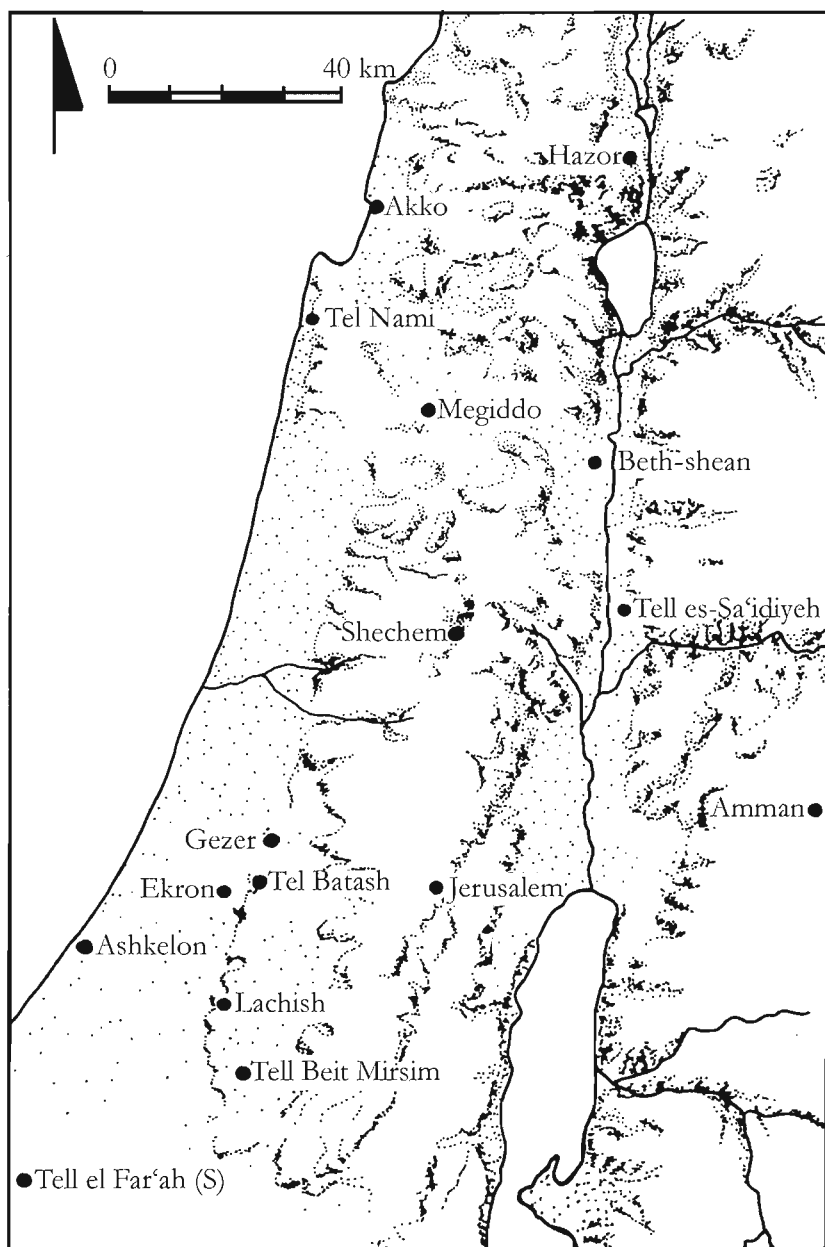 0 40 km
Hazor
Akko
Tel Nami
Megiddo
Beth-shean
Tell es-Sa‘idiyeh
Shechem
Amman
Gezer
Tel Batash
Ekron
Jerusalem
Ashkelon
Lachish
Tell Beit Mirsim
Tell el Far‘ah (S)